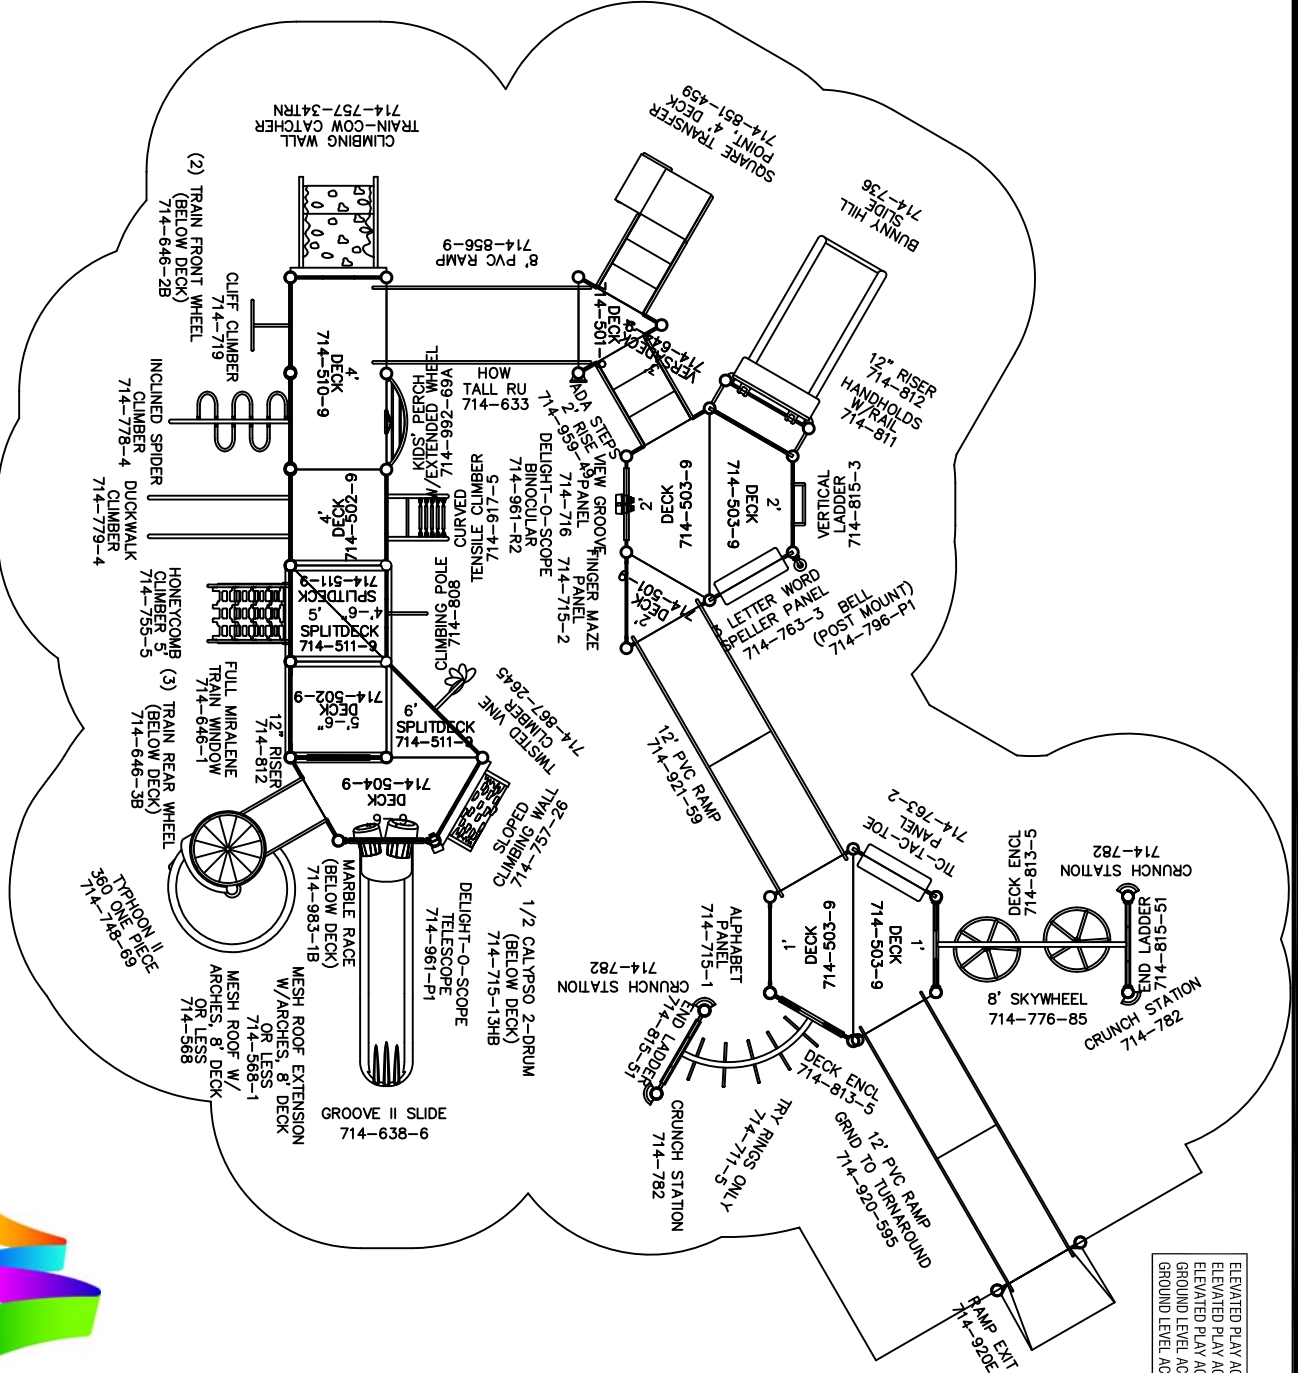 CLIMBING WALL
TRAIN-COW CATCHER
714-757-34TRN
(2) TRAIN FRONT WHEEL
(BELOW DECK)
714-646-2B
CLIFF CLIMBER
714-719
INCLINED SPIDER
CLIMBER
714-778-4
DUCKWALK
CLIMBER
714-779-4
HONEYCOMB
CLIMBER 5'
714-755-5
FULL MIRALENE
TRAIN WINDOW
714-646-1
(3) TRAIN REAR WHEEL
(BELOW DECK)
714-646-3B
12" RISER
714-812
TYPHOON II
360 ONE PIECE
714-748-69
8' PVC RAMP
714-856-9
4'
DECK
714-510-9
HOW
TALL RU
714-633
KIDS' PERCH
W/EXTENDED WHEEL
714-992-69A
4'
DECK
714-502-9
CURVED
TENSILE CLIMBER
714-917-5
SPLITDECK
714-511-9
4'-6"
5'
SPLITDECK
714-511-9
CLIMBING POLE
714-808
5'-6"
DECK
714-502-9
6'
SPLITDECK
714-511-9
TWISTED VINE
CLIMBER
714-867-2645
DECK
714-504-9
SLOPED
CLIMBING WALL
714-757-26
MARBLE RACE
(BELOW DECK)
714-983-1B
DELIGHT-O-SCOPE
TELESCOPE
714-961-P1
1/2 CALYPSO 2-DRUM
(BELOW DECK)
714-715-13HB
MESH ROOF EXTENSION
W/ARCHES, 8' DECK
OR LESS
714-568-1
MESH ROOF W/
ARCHES, 8' DECK
OR LESS
714-568
GROOVE II SLIDE
714-638-6
SQUARE TRANSFER
POINT, 4' DECK
714-851-459
BUNNY HILL
SLIDE
714-736
12" RISER
714-812
HANDHOLDS
W/RAIL
714-811
DECK
ADA STEPS
2' RISE
714-959-49
VIEW GROOVE
PANEL
714-716
DELIGHT-O-SCOPE
BINOCULAR
714-961-R2
FINGER MAZE
PANEL
714-715-2
2'
DECK
714-503-9
2'
DECK
714-503-9
VERTICAL
LADDER
714-815-3
2'
DECK
3 LETTER WORD
SPELLER PANEL
714-763-3
BELL
(POST MOUNT)
714-796-P1
12' PVC RAMP
714-921-59
TIC-TAC-TOE
PANEL
714-763-2
ALPHABET
PANEL
714-715-1
1'
DECK
714-503-9
1'
DECK
714-503-9
DECK ENCL
714-813-5
CRUNCH STATION
714-782
END LADDER
714-815-51
8' SKYWHEEL
714-776-85
CRUNCH STATION
714-782
CRUNCH STATION
714-782
END LADDER
714-815-51
CRUNCH STATION
714-782
DECK ENCL
714-813-5
TRY RINGS ONLY
714-711-5
12' PVC RAMP
GRND TO TURNAROUND
714-920-595
RAMP EXIT
714-920E
ELEVATED PLAY
ELEVATED PLAY
ELEVATED PLAY
GROUND LEVEL
GROUND LEVEL